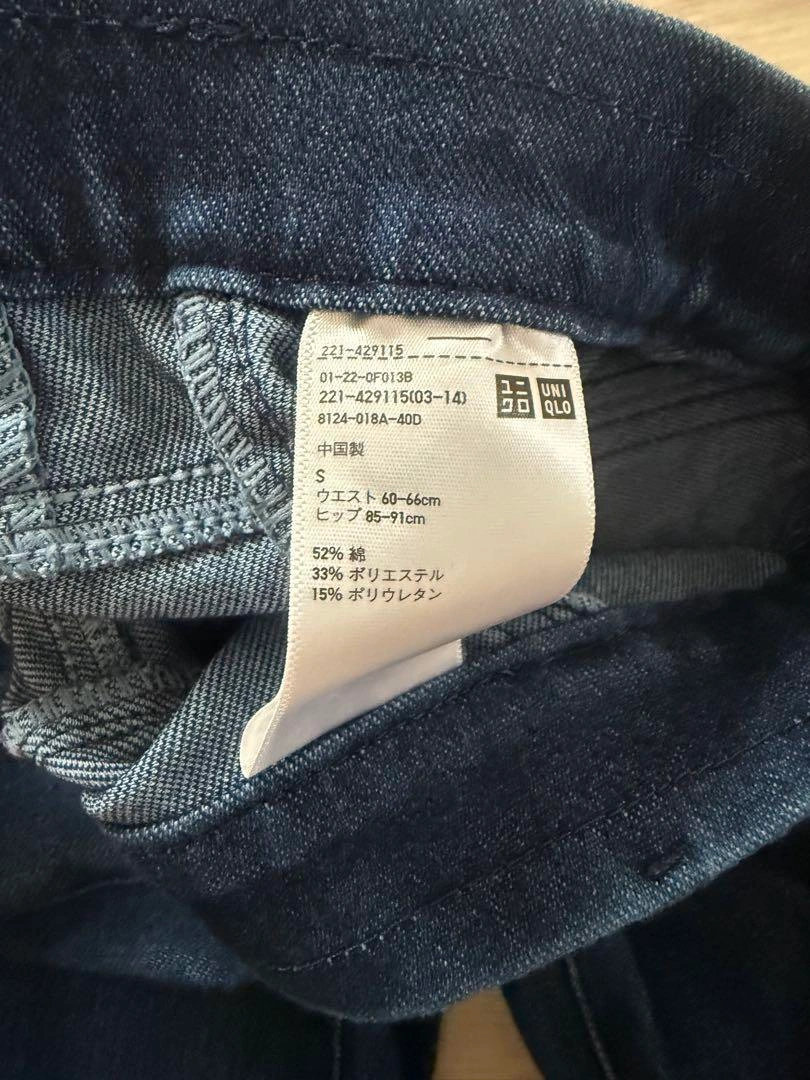 221-429115
01-22-0F013B
221-429115(03-14)
8124-018A-40D
ユニ
クロ
UNI
QLO
中国製
S
ウエスト 60-66cm
ヒップ 85-91cm
52% 綿
33% ポリエステル
15% ポリウレタン